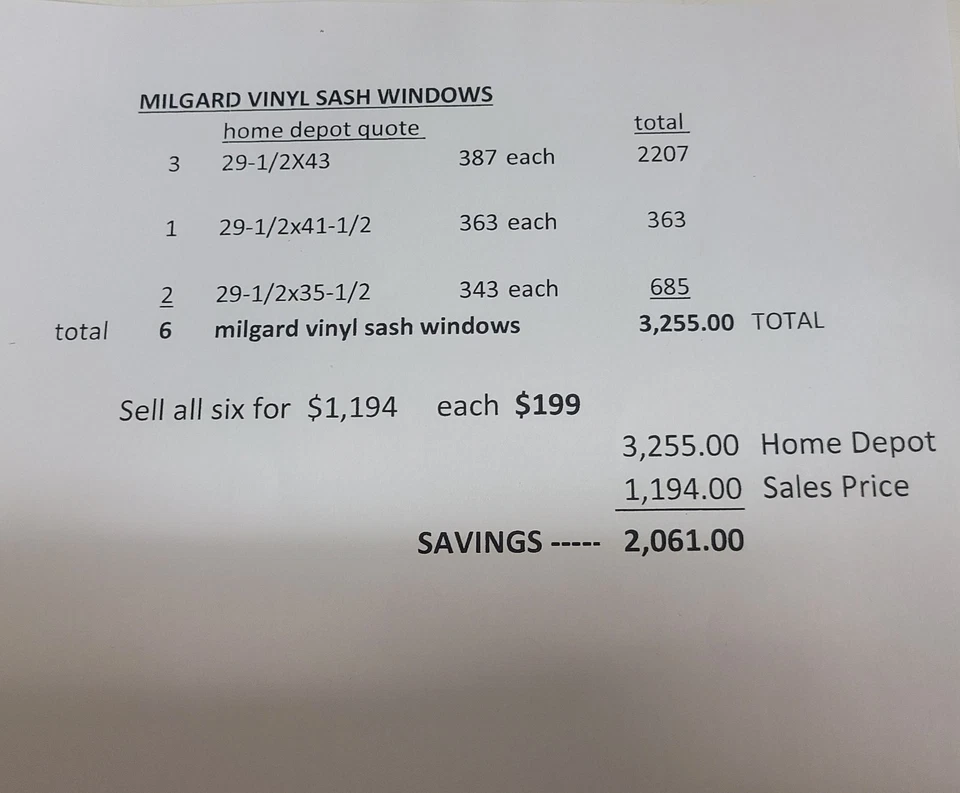 MILGARD VINYL SASH WINDOWS
home depot quote total
3 29-1/2X43 387 each 2207
1 29-1/2x41-1/2 363 each 363
2 29-1/2x35-1/2 343 each 685
total 6 milgard vinyl sash windows 3,255.00 TOTAL
Sell all six for $1,194 each $199
3,255.00 Home Depot
1,194.00 Sales Price
SAVINGS ----- 2,061.00